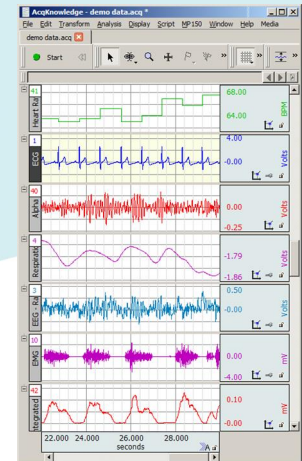 AcqKnowledge - demo data.acq *
File Edit Transform Analysis Display Script MP150 Window Help Media
demo data.acq
Start
41
Heart Ra
68.00
64.00
BPM
1
ECG
4.00
-0.00
Volts
40
Alpha
0.00
-0.25
Volts
4
Respiratio
-1.79
-1.86
Volts
3
EEG - Ra
0.50
-0.00
Volts
10
EMG
0.00
-4.00
mV
42
ntegrated
0.10
-0.00
mV
22.000 24.000 26.000 28.000
seconds